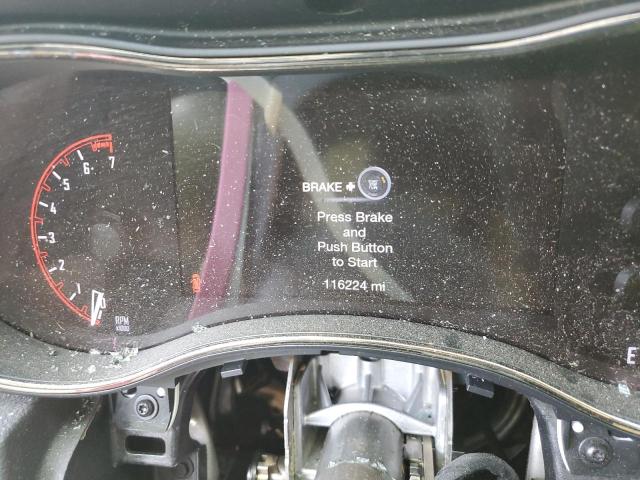 7
6
5
4
3
2
1
0
RPM
x1000
BRAKE +
Press Brake
and
Push Button
to Start
116224 mi
E